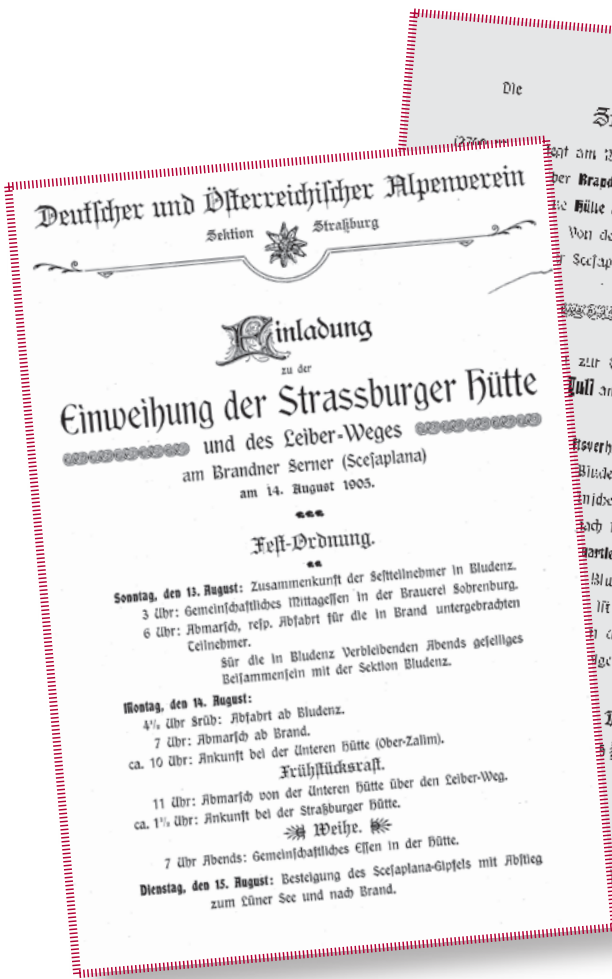 Deutſcher und Öſterreichiſcher Alpenverein
Sektion Straßburg
Einladung
zu der
Einweihung der Strassburger Hütte
und des Leiber-Weges
am Brandner Ferner (Sceſaplana)
am 14. August 1905.
Feſt-Ordnung.
Sonntag, den 13. August: Zuſammenkunft der Feſtteilnehmer in Bludenz.
3 Uhr: Gemeinſchaftliches Mittageſſen in der Brauerei Fohrenburg.
6 Uhr: Abmarſch, reſp. Abfahrt für die in Brand untergebrachten
Teilnehmer.
Für die in Bludenz Verbleibenden Abends geſelliges
Beiſammenſein mit der Sektion Bludenz.
Montag, den 14. August:
Uhr Früh: Abfahrt ab Bludenz.
7 Uhr: Abmarſch ab Brand.
ca. 10 Uhr: Ankunft bei der Unteren Hütte (Ober-Zalim).
Frühſtücksraſt.
11 Uhr: Abmarſch von der Unteren Hütte über den Leiber-Weg.
ca. Uhr: Ankunft bei der Straßburger Hütte.
Weihe.
7 Uhr Abends: Gemeinſchaftliches Eſſen in der Hütte.
Dienstag, den 15. August: Beſteigung des Sceſaplana-Gipfels mit Abſtieg
zum Lüner See und nach Brand.
Die
am
Hütte
Juli